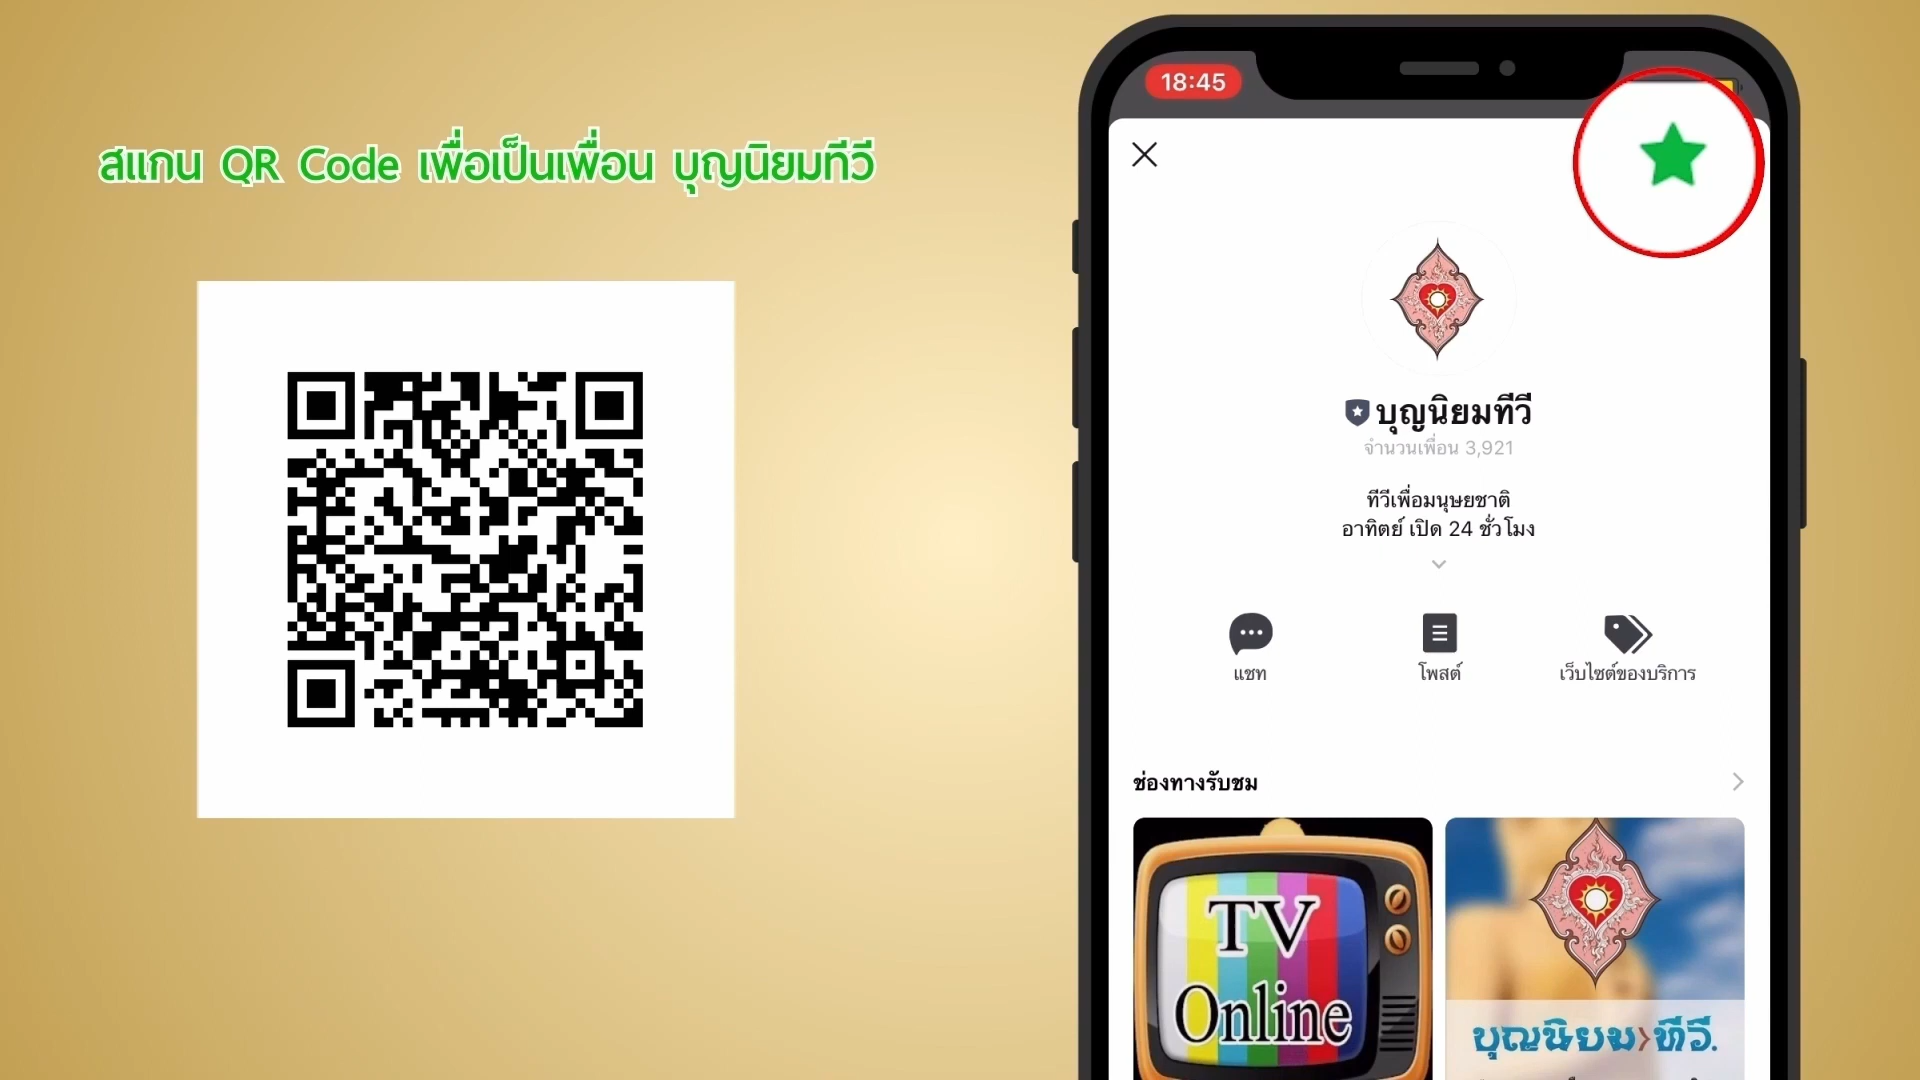 สแกน QR Code เพื่อเป็นเพื่อน บุญนิยมทีวี
18:45
บุญนิยมทีวี
จำนวนเพื่อน 3,921
ทีวีเพื่อมนุษยชาติ
อาทิตย์ เปิด 24 ชั่วโมง
แชท
โพสต์
เว็บไซต์ของบริการ
ช่องทางรับชม
TV
Online
บุญนิยม>ทีวี.